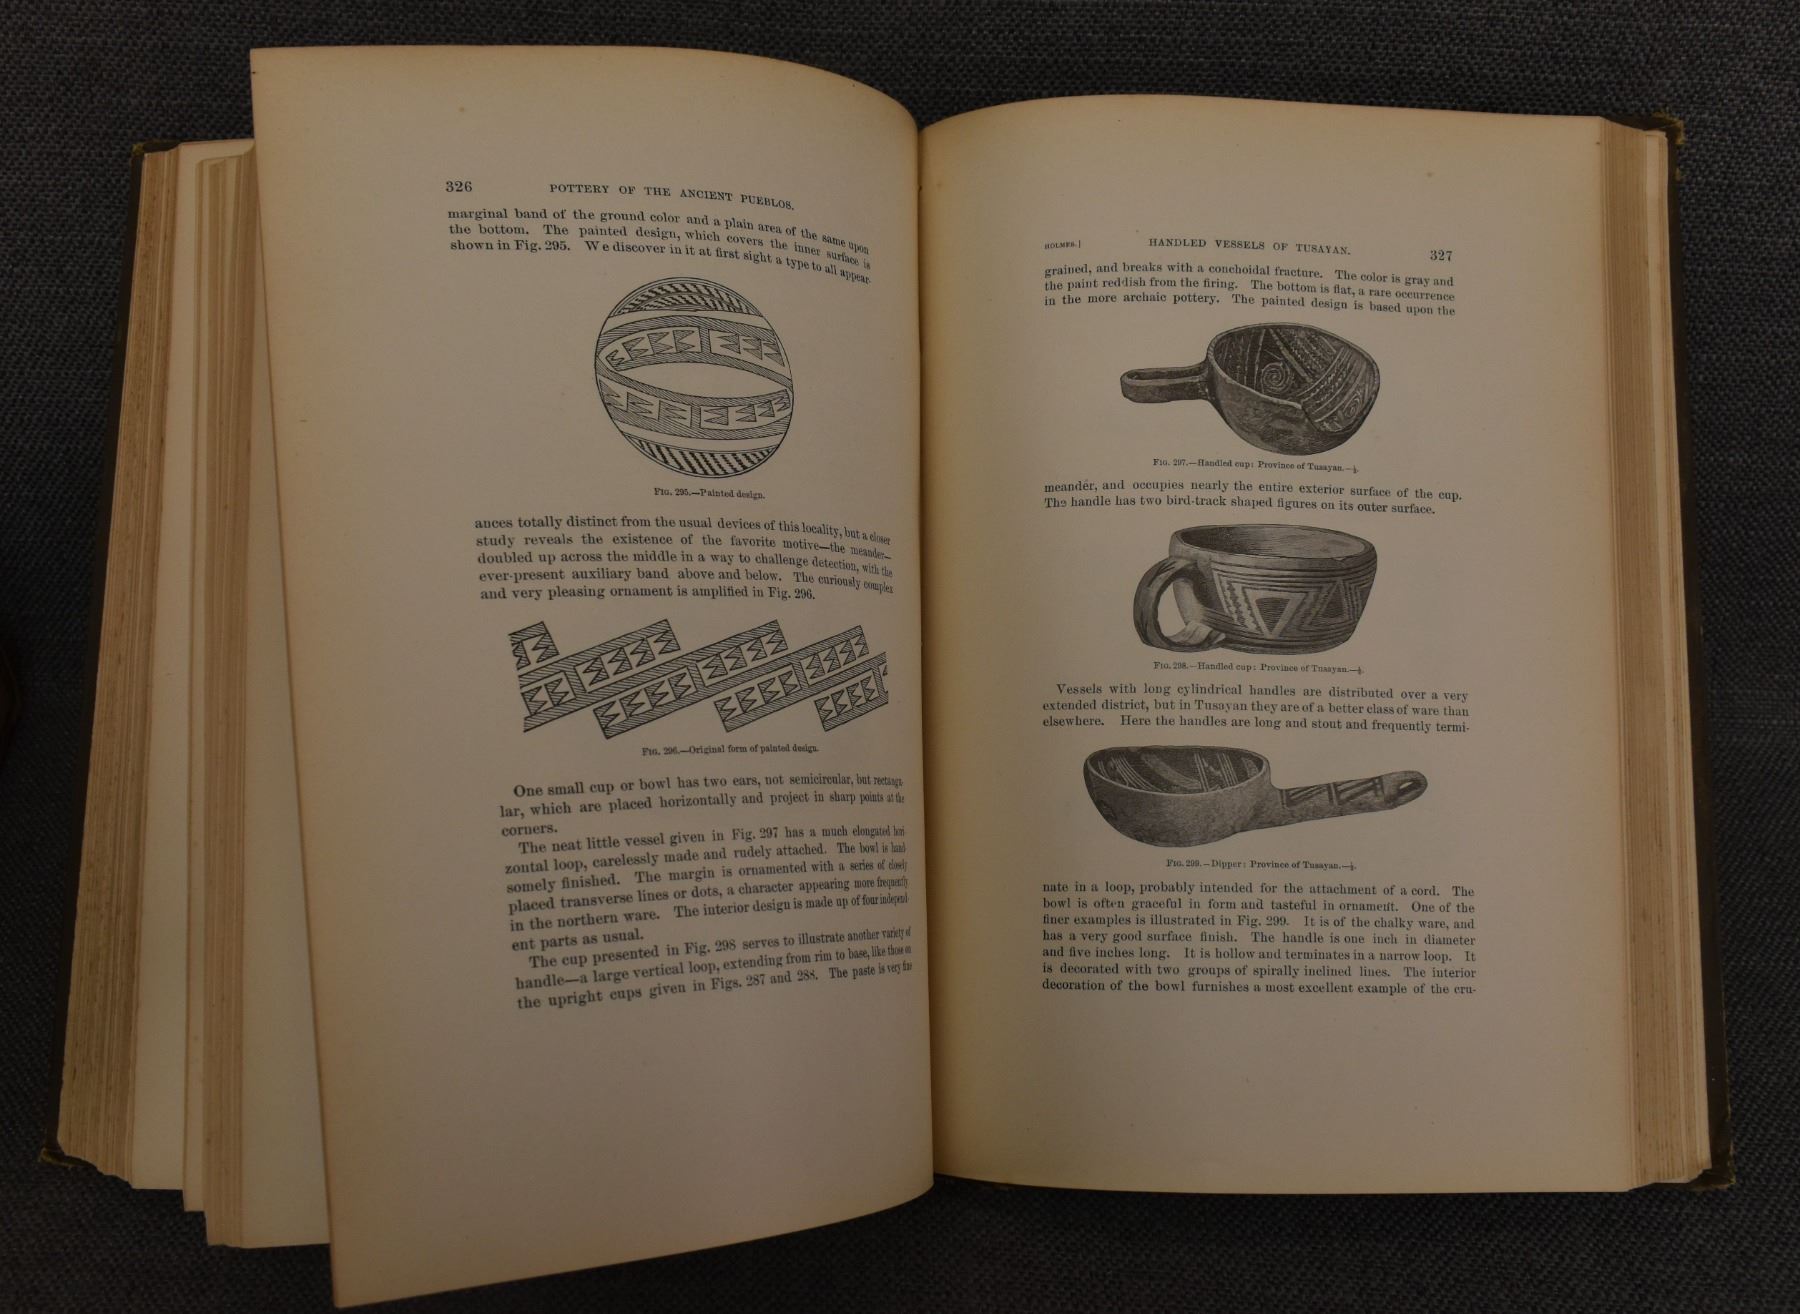 326 POTTERY OF THE ANCIENT PUEBLOS.
marginal band of the ground color and a plain area of the same upon
the bottom. The painted design, which covers the inner surface is
shown in Fig. 295. We discover in it at first sight a type to all appear-
FIG. 295.—Painted design.
ances totally distinct from the usual devices of this locality, but a closer
study reveals the existence of the favorite motive—the meander—
doubled up across the middle in a way to challenge detection, with the
ever-present auxiliary band above and below. The curiously complex
and very pleasing ornament is amplified in Fig. 296.
FIG. 296.—Original form of painted design.
One small cup or bowl has two ears, not semicircular, but rectangu-
lar, which are placed horizontally and project in sharp points at the
corners.
The neat little vessel given in Fig. 297 has a much elongated hori-
zontal loop, carelessly made and rudely attached. The bowl is hand-
somely finished. The margin is ornamented with a series of closely
placed transverse lines or dots, a character appearing more frequently
in the northern ware. The interior design is made up of four independ-
ent parts as usual.
The cup presented in Fig. 298 serves to illustrate another variety of
handle—a large vertical loop, extending from rim to base, like those on
the upright cups given in Figs. 287 and 288. The paste is very fine
HOLMES.] HANDLED VESSELS OF TUSAYAN. 327
grained, and breaks with a conchoidal fracture. The color is gray and
the paint reddish from the firing. The bottom is flat, a rare occurrence
in the more archaic pottery. The painted design is based upon the
FIG. 297.—Handled cup: Province of Tusayan.—⅓.
meander, and occupies nearly the entire exterior surface of the cup.
The handle has two bird-track shaped figures on its outer surface.
FIG. 298.—Handled cup: Province of Tusayan.—⅓.
Vessels with long cylindrical handles are distributed over a very
extended district, but in Tusayan they are of a better class of ware than
elsewhere. Here the handles are long and stout and frequently termi-
FIG. 299.—Dipper: Province of Tusayan.—⅓.
nate in a loop, probably intended for the attachment of a cord. The
bowl is often graceful in form and tasteful in ornament. One of the
finer examples is illustrated in Fig. 299. It is of the chalky ware, and
has a very good surface finish. The handle is one inch in diameter
and five inches long. It is hollow and terminates in a narrow loop. It
is decorated with two groups of spirally inclined lines. The interior
decoration of the bowl furnishes a most excellent example of the cru-